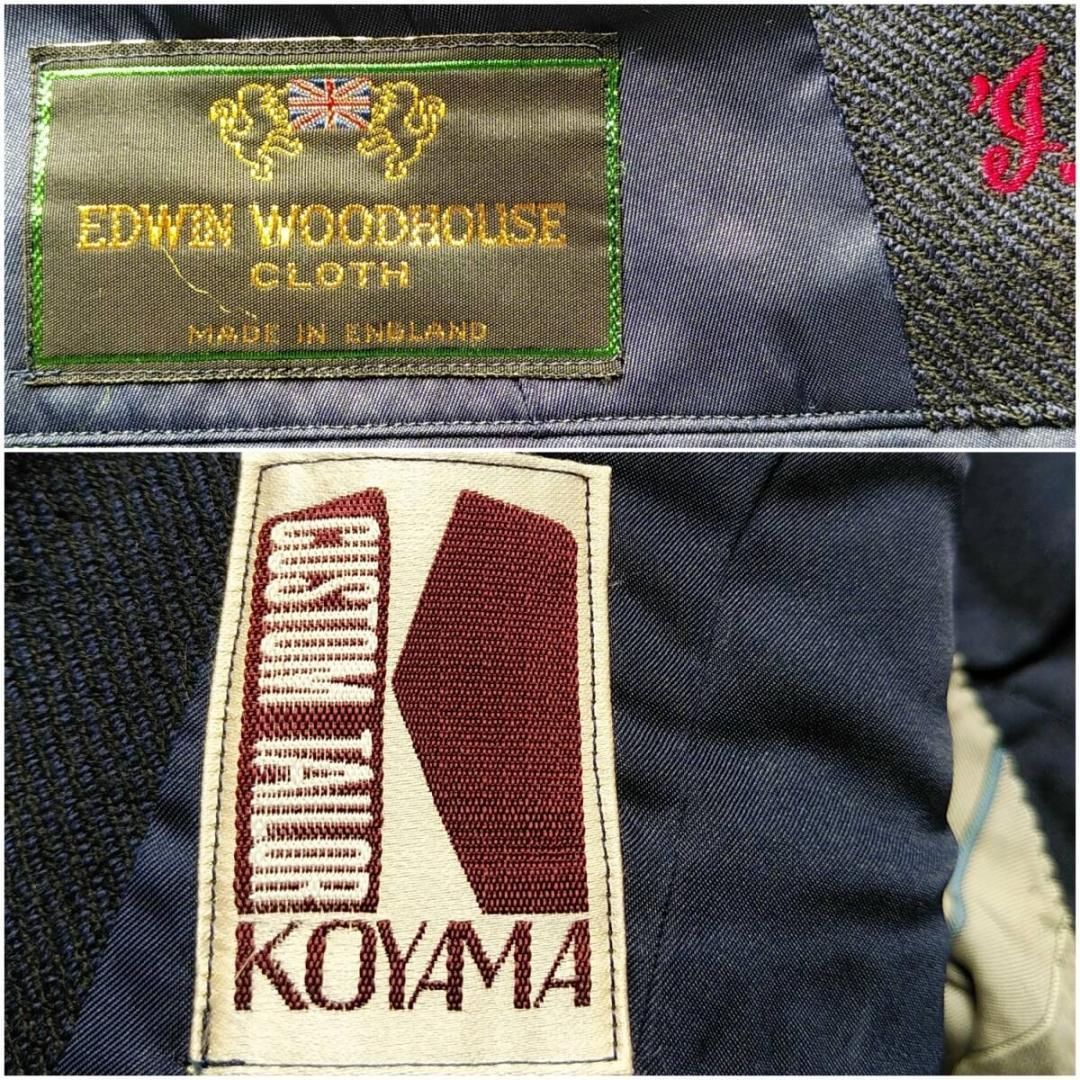 EDWIN WOODHOUSE
CLOTH
MADE IN ENGLAND
'J.
CUSTOM TAILOR
KOYAMA